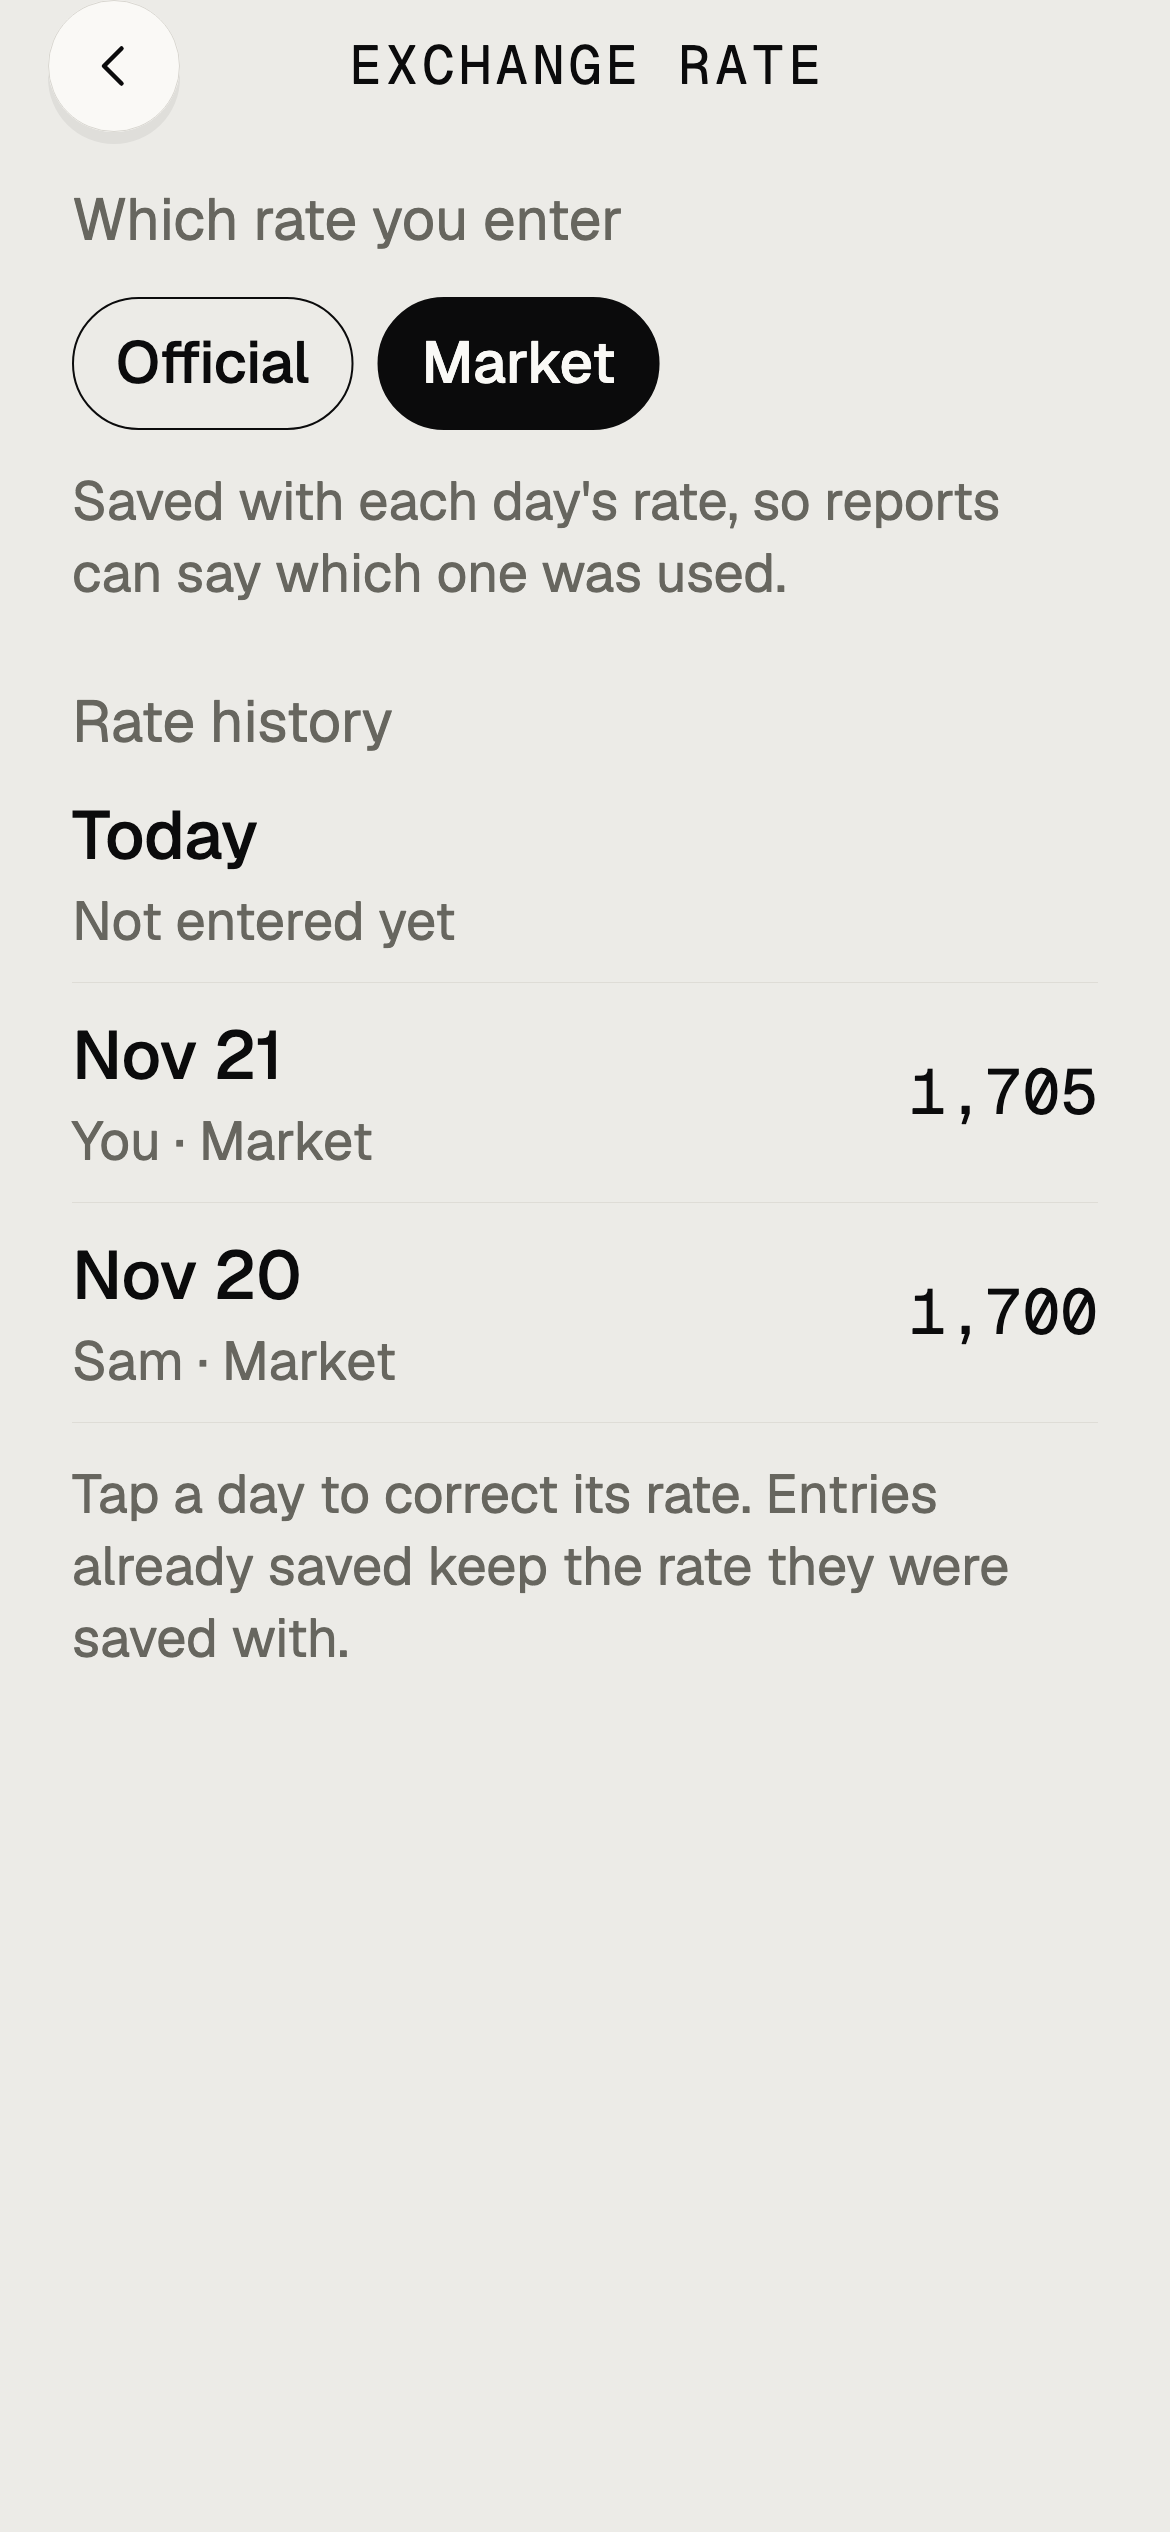 EXCHANGE RATE
Which rate you enter
Official
Market
Saved with each day's rate, so reports
can say which one was used.
Rate history
Today
Not entered yet
Nov 21
1,705
You · Market
Nov 20
1,700
Sam · Market
Tap a day to correct its rate. Entries
already saved keep the rate they were
saved with.